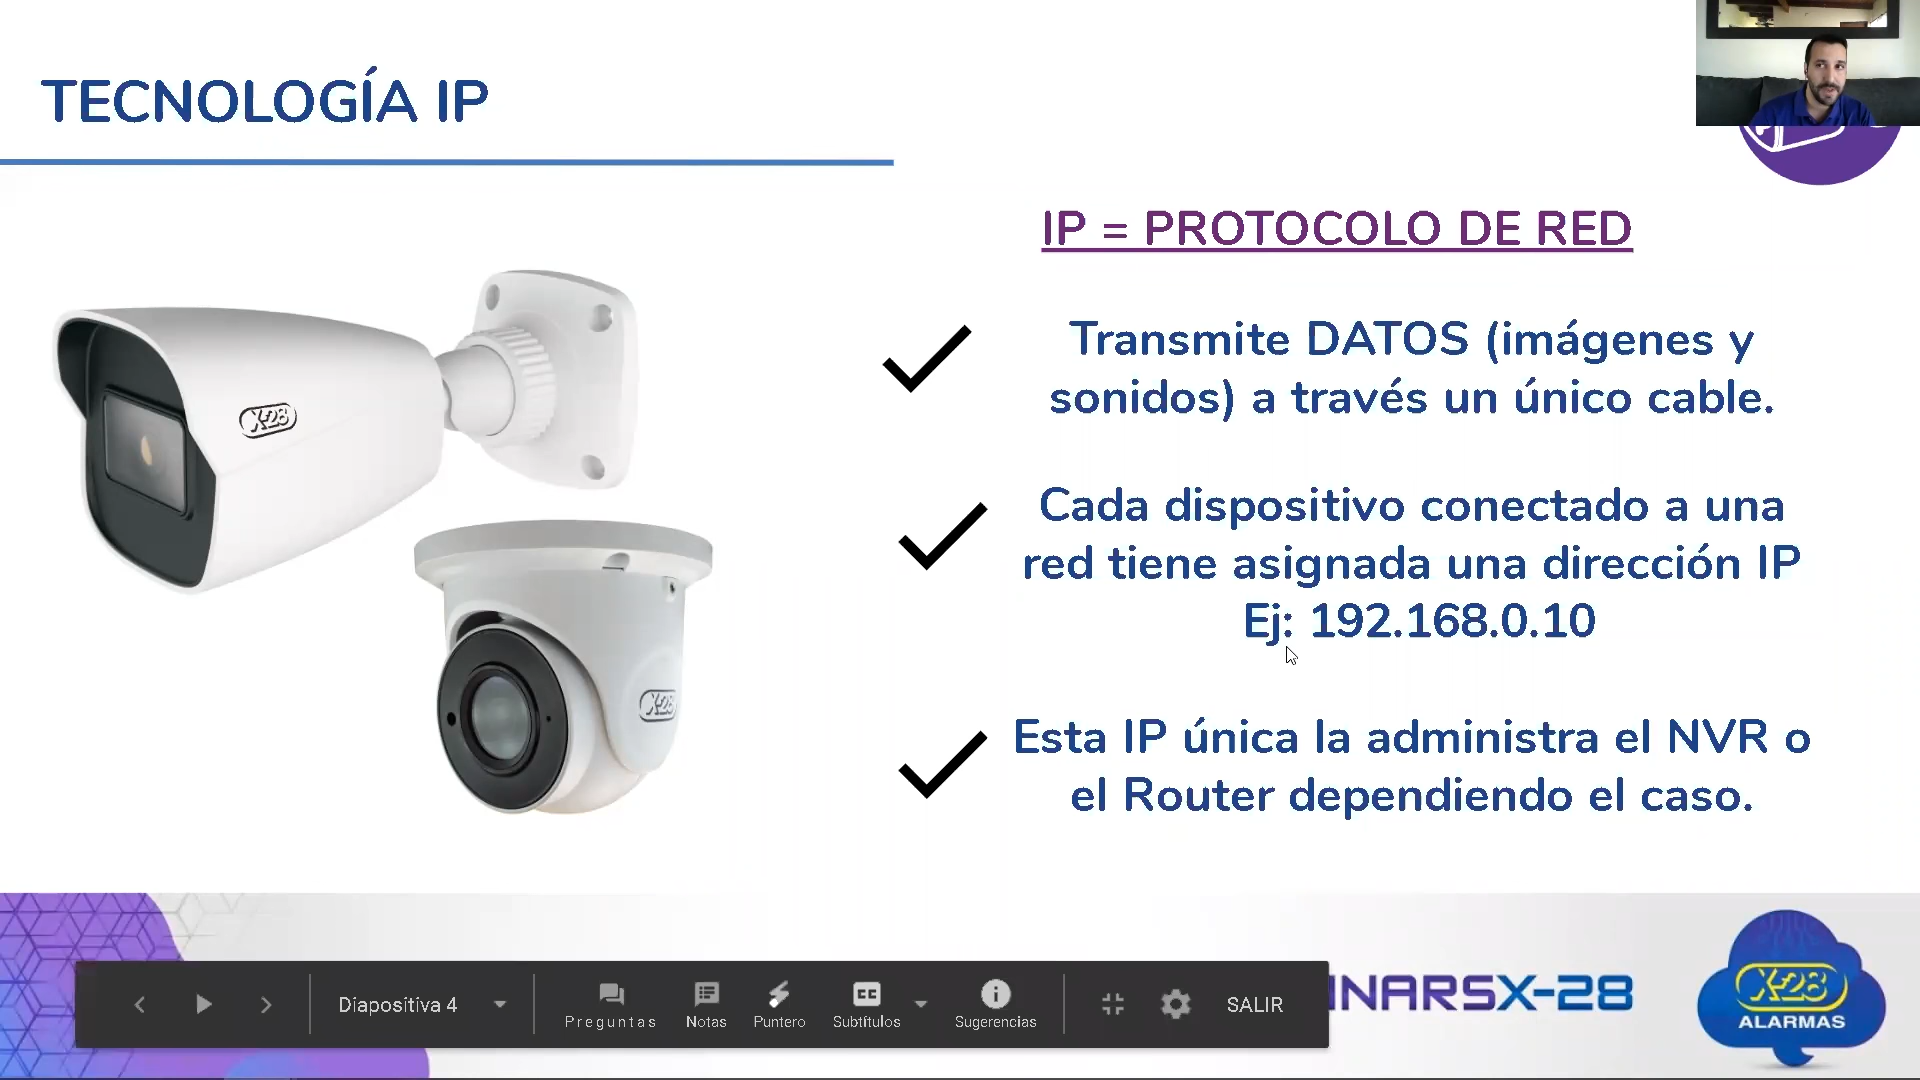 TECNOLOGÍA IP
IP = PROTOCOLO DE RED
Transmite DATOS (imágenes y
sonidos) a través un único cable.
Cada dispositivo conectado a una
red tiene asignada una dirección IP
Ej: 192.168.0.10
Esta IP única la administra el NVR o
el Router dependiendo el caso.
X-28
X-28
Diapositiva 4
Preguntas
Notas
Puntero
CC
Subtítulos
Sugerencias
SALIR
INARSX-28
X-28
ALARMAS